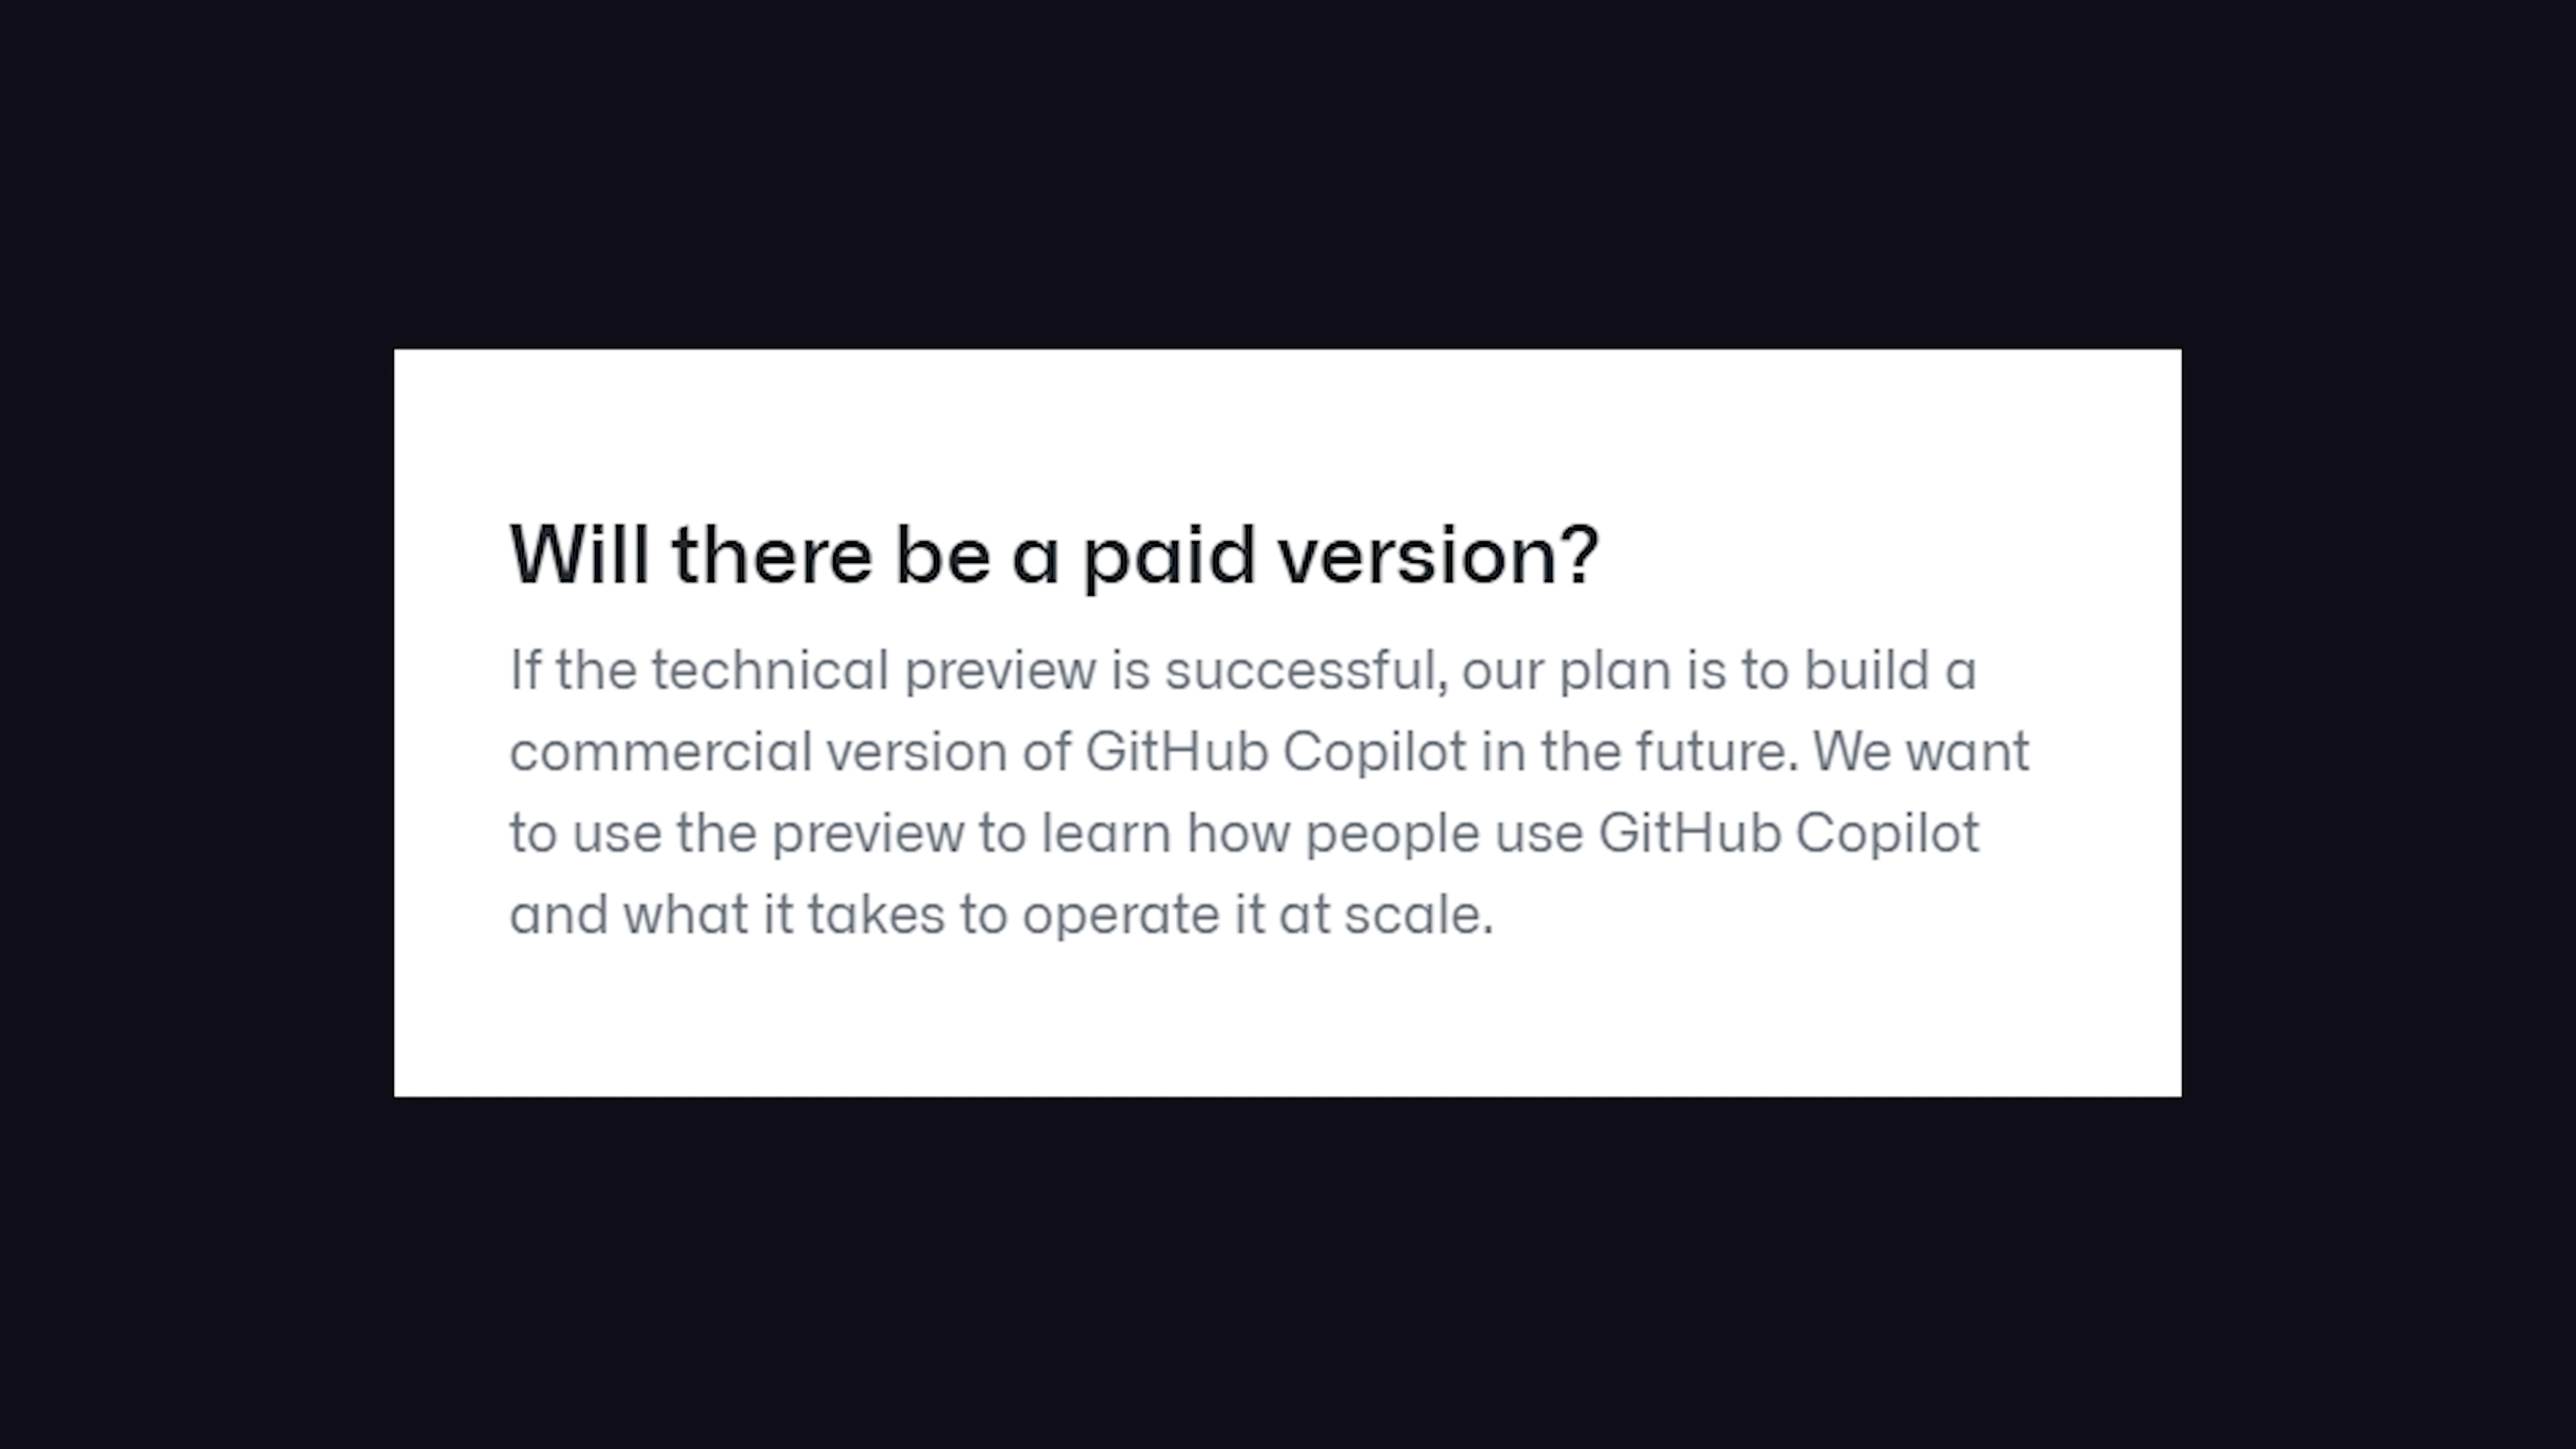 Will there be a paid version?
If the technical preview is successful, our plan is to build a
commercial version of GitHub Copilot in the future. We want
to use the preview to learn how people use GitHub Copilot
and what it takes to operate it at scale.